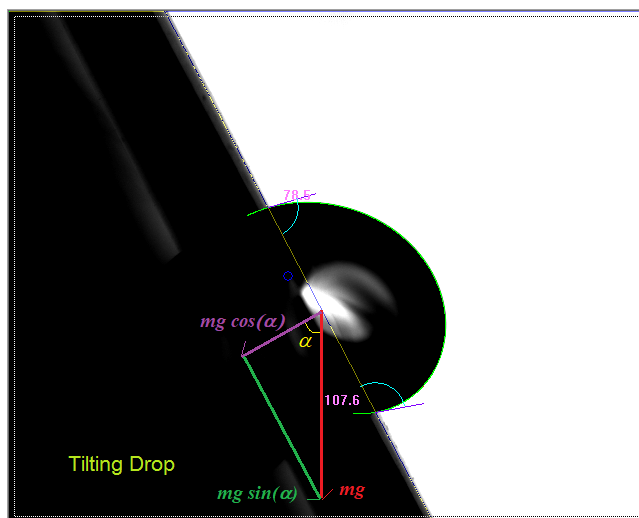 78.5
mg cos(α)
α
107.6
Tilting Drop
mg sin(α)
mg